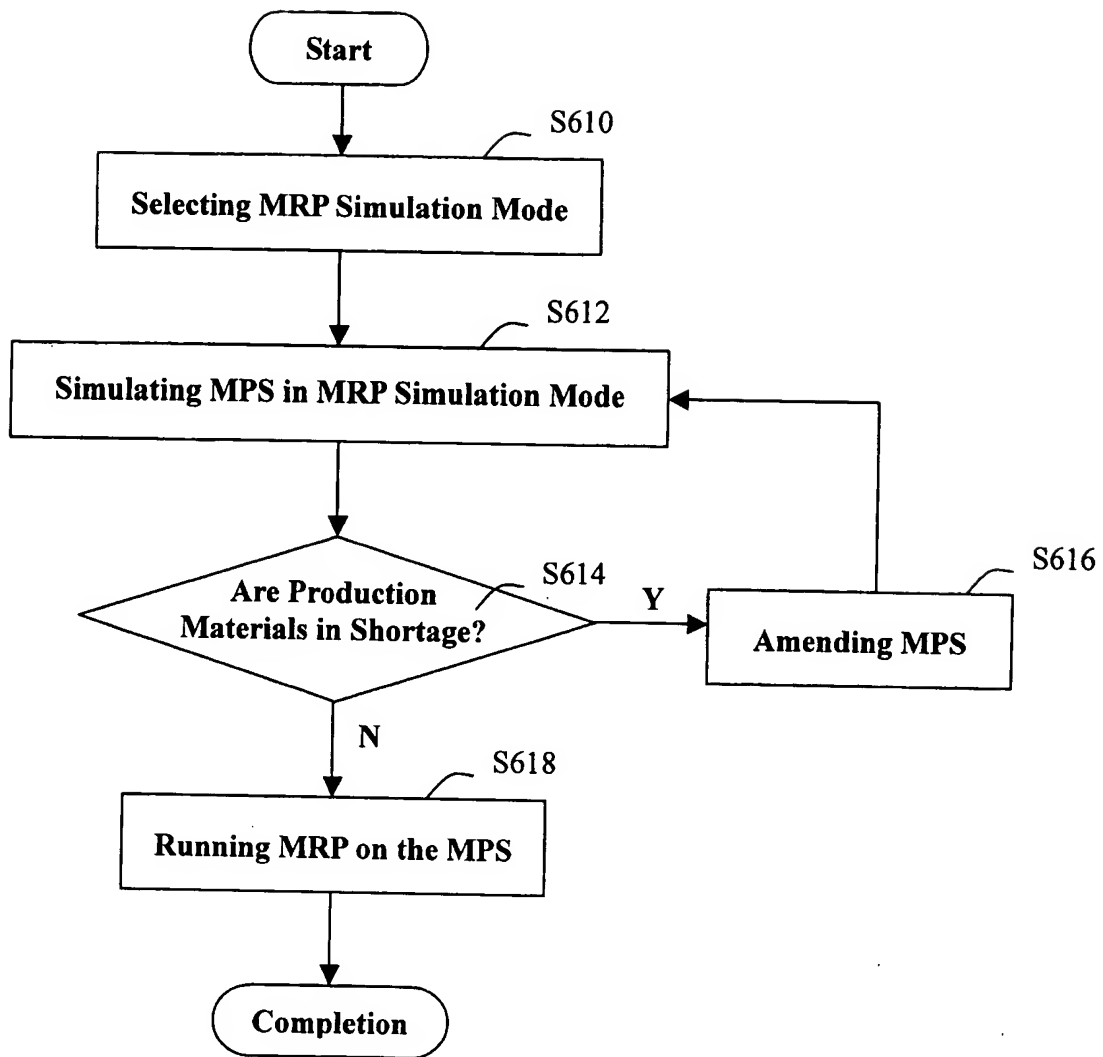 Start
S610
Selecting MRP Simulation Mode
S612
Simulating MPS in MRP Simulation Mode
S614
Are Production
Materials in Shortage?
Y
S616
Amending MPS
N
S618
Running MRP on the MPS
Completion